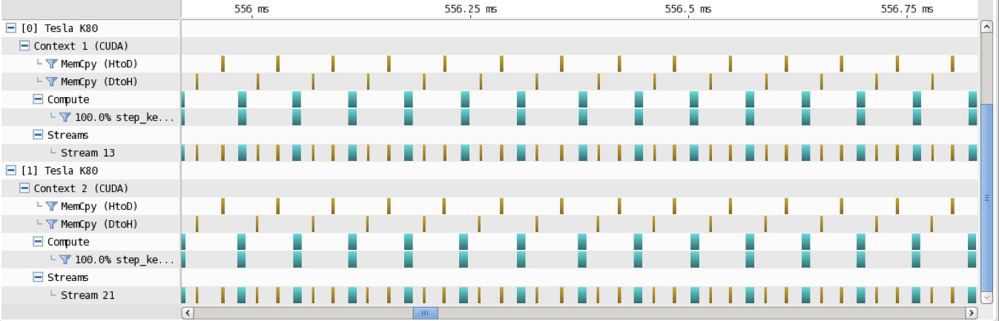 556 ms 556.25 ms 556.5 ms 556.75 ms
[0] Tesla K80
Context 1 (CUDA)
MemCpy (HtoD)
MemCpy (DtoH)
Compute
100.0% step_ke...
Streams
Stream 13
[1] Tesla K80
Context 2 (CUDA)
MemCpy (HtoD)
MemCpy (DtoH)
Compute
100.0% step_ke...
Streams
Stream 21